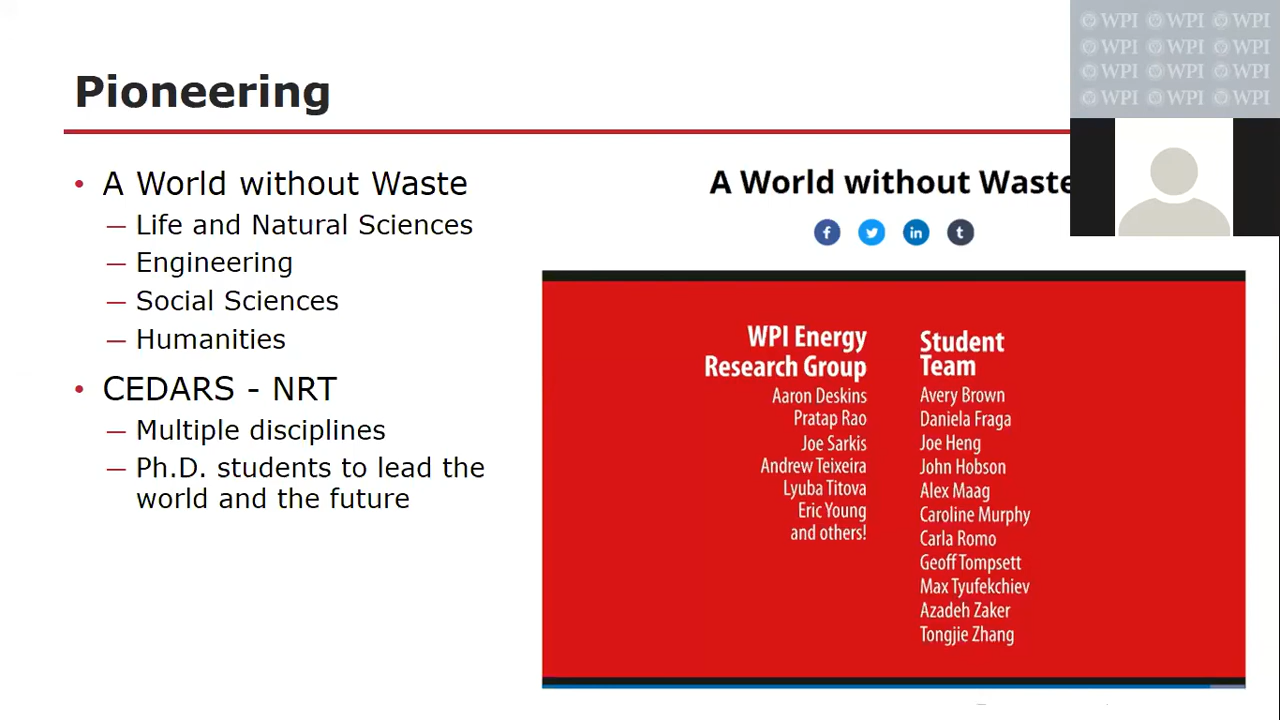 Pioneering
• A World without Waste
— Life and Natural Sciences
— Engineering
— Social Sciences
— Humanities
• CEDARS - NRT
— Multiple disciplines
— Ph.D. students to lead the
world and the future
A World without Waste
f in t
WPI Energy
Research Group
Aaron Deskins
Pratap Rao
Joe Sarkis
Andrew Teixeira
Lyuba Titova
Eric Young
and others!
Student
Team
Avery Brown
Daniela Fraga
Joe Heng
John Hobson
Alex Maag
Caroline Murphy
Carla Romo
Geoff Tompsett
Max Tyufekchiev
Azadeh Zaker
Tongjie Zhang
WPI WPI WPI
WPI WPI WPI
WPI WPI WPI
WPI WPI WPI